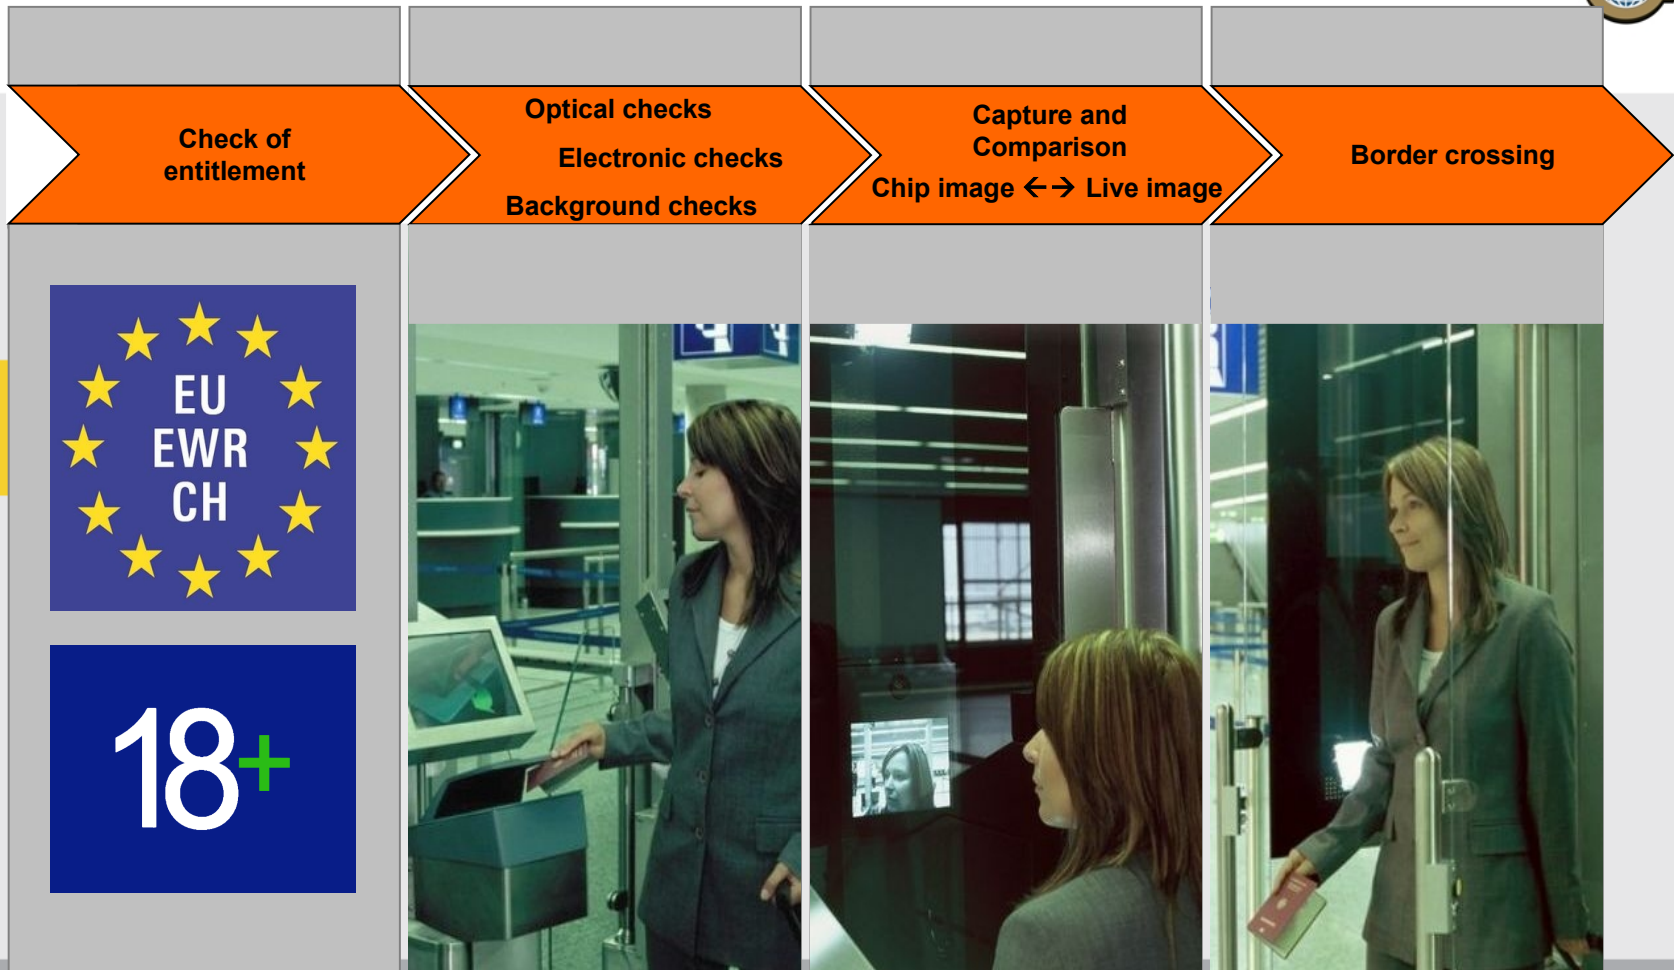 Check of
entitlement
Optical checks
Electronic checks
Background checks
Capture and
Comparison
Chip image ←→ Live image
Border crossing
EU
EWR
CH
18+